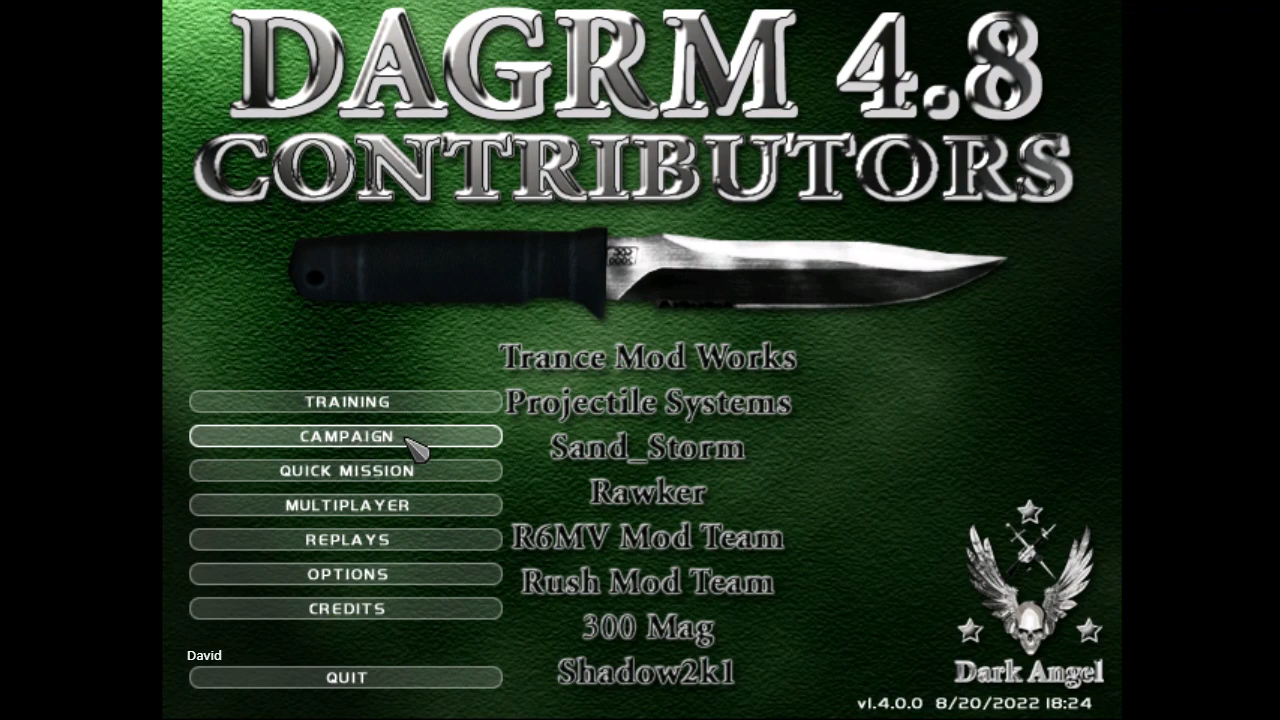 DAGRM 4.8
CONTRIBUTORS
Trance Mod Works
TRAINING
Projectile Systems
CAMPAIGN
Sand_Storm
QUICK MISSION
Rawker
MULTIPLAYER
R6MV Mod Team
REPLAYS
Rush Mod Team
OPTIONS
CREDITS
300 Mag
David
Shadow2k1
QUIT
Dark Angel
v1.4.0.0 8/20/2022 18:24